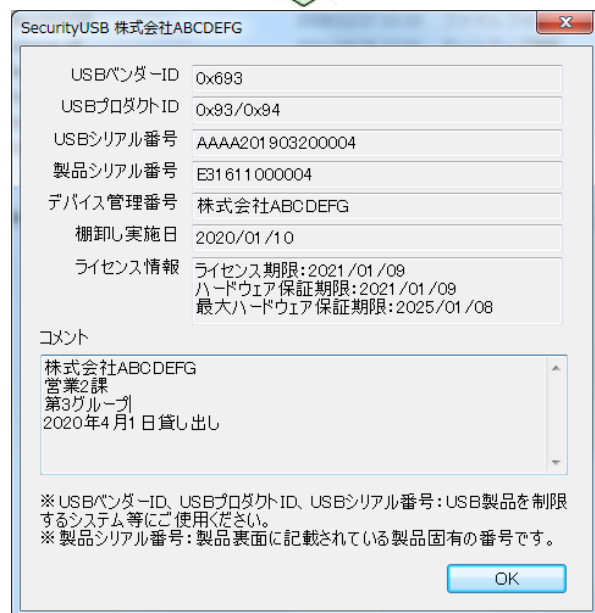 SecurityUSB 株式会社ABCDEFG
USBベンダーID 0x693
USBプロダクトID 0x93/0x94
USBシリアル番号 AAAA201903200004
製品シリアル番号 E31611000004
デバイス管理番号 株式会社ABCDEFG
棚卸し実施日 2020/01/10
ライセンス情報 ライセンス期限:2021/01/09
ハードウェア保証期限:2021/01/09
最大ハードウェア保証期限:2025/01/08
コメント
株式会社ABCDEFG
営業2課
第3グループ
2020年4月1日貸し出し
※USBベンダーID、USBプロダクトID、USBシリアル番号:USB製品を制限
するシステム等にご使用ください。
※製品シリアル番号:製品裏面に記載されている製品固有の番号です。
OK